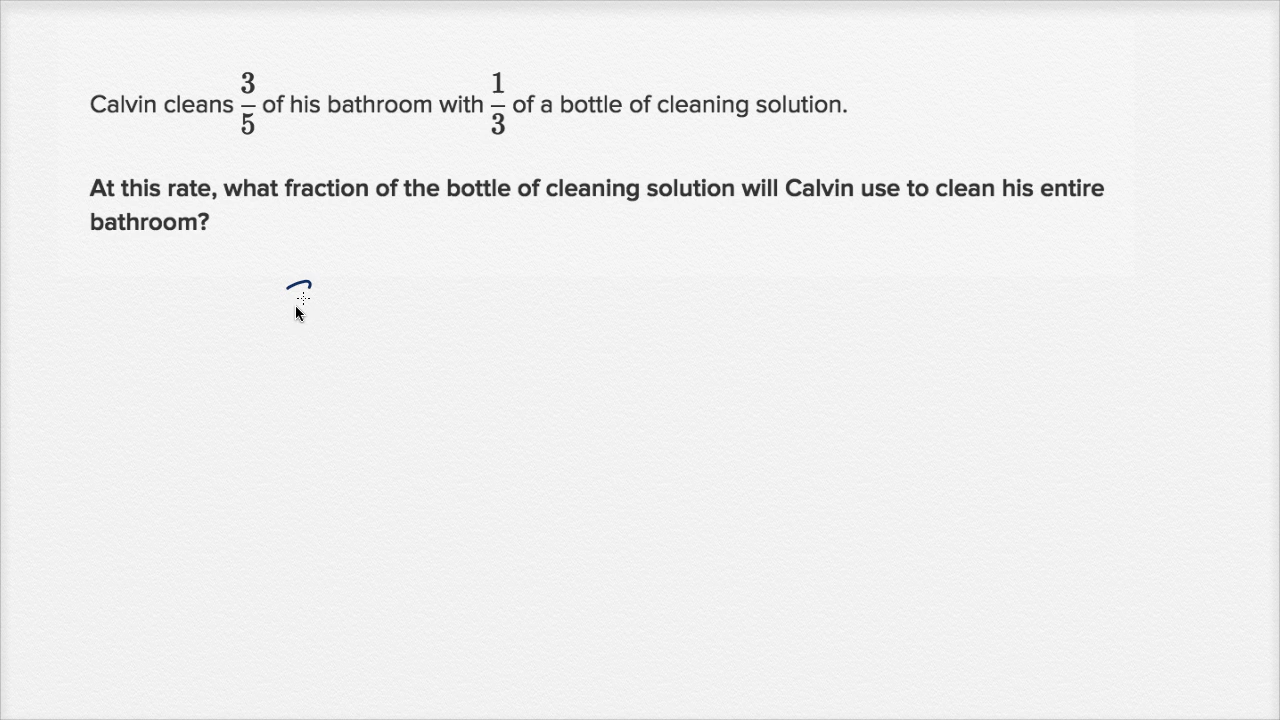 Calvin cleans 3/5 of his bathroom with 1/3 of a bottle of cleaning solution.
At this rate, what fraction of the bottle of cleaning solution will Calvin use to clean his entire
bathroom?